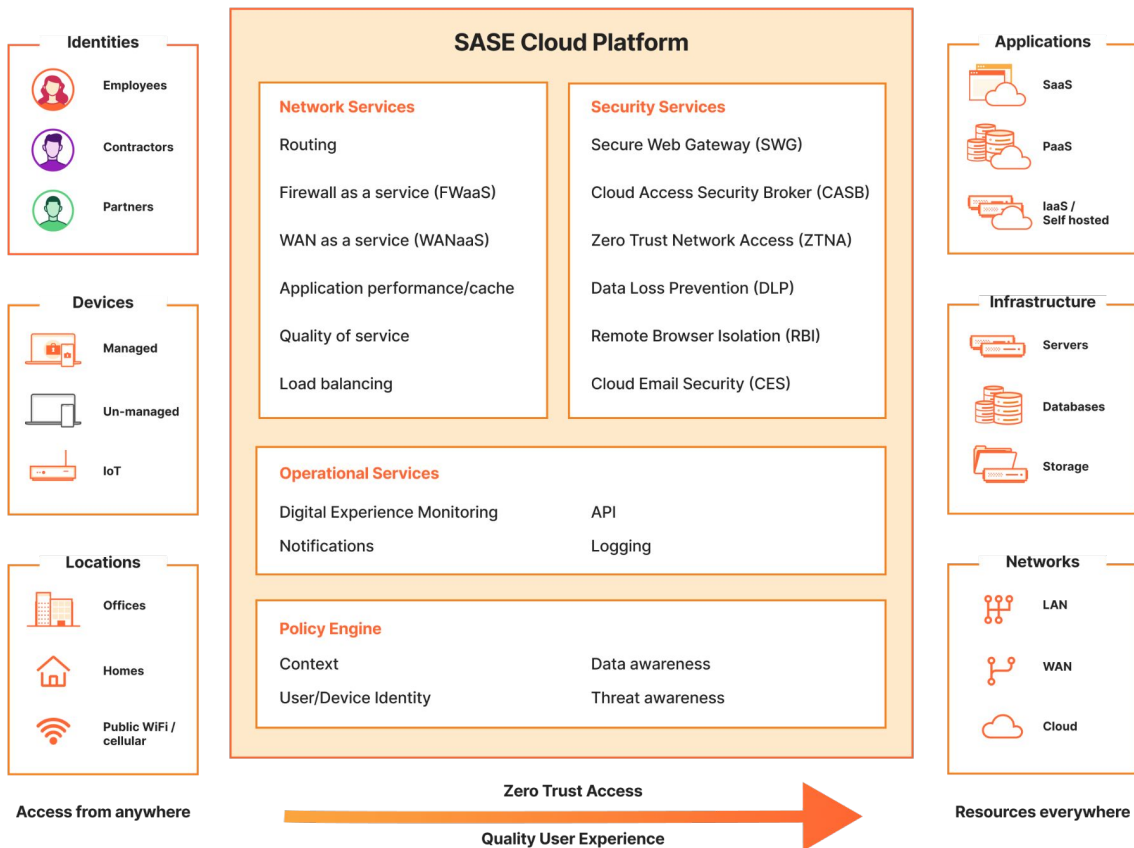 Identities
Employees
Contractors
Partners
Devices
Managed
Un-managed
IoT
Locations
Offices
Homes
Public WiFi /
cellular
Access from anywhere
SASE Cloud Platform
Network Services
Routing
Firewall as a service (FWaaS)
WAN as a service (WANaaS)
Application performance/cache
Quality of service
Load balancing
Security Services
Secure Web Gateway (SWG)
Cloud Access Security Broker (CASB)
Zero Trust Network Access (ZTNA)
Data Loss Prevention (DLP)
Remote Browser Isolation (RBI)
Cloud Email Security (CES)
Operational Services
Digital Experience Monitoring
API
Notifications
Logging
Policy Engine
Context
Data awareness
User/Device Identity
Threat awareness
Zero Trust Access
Quality User Experience
Applications
SaaS
PaaS
IaaS /
Self hosted
Infrastructure
Servers
Databases
Storage
Networks
LAN
WAN
Cloud
Resources everywhere